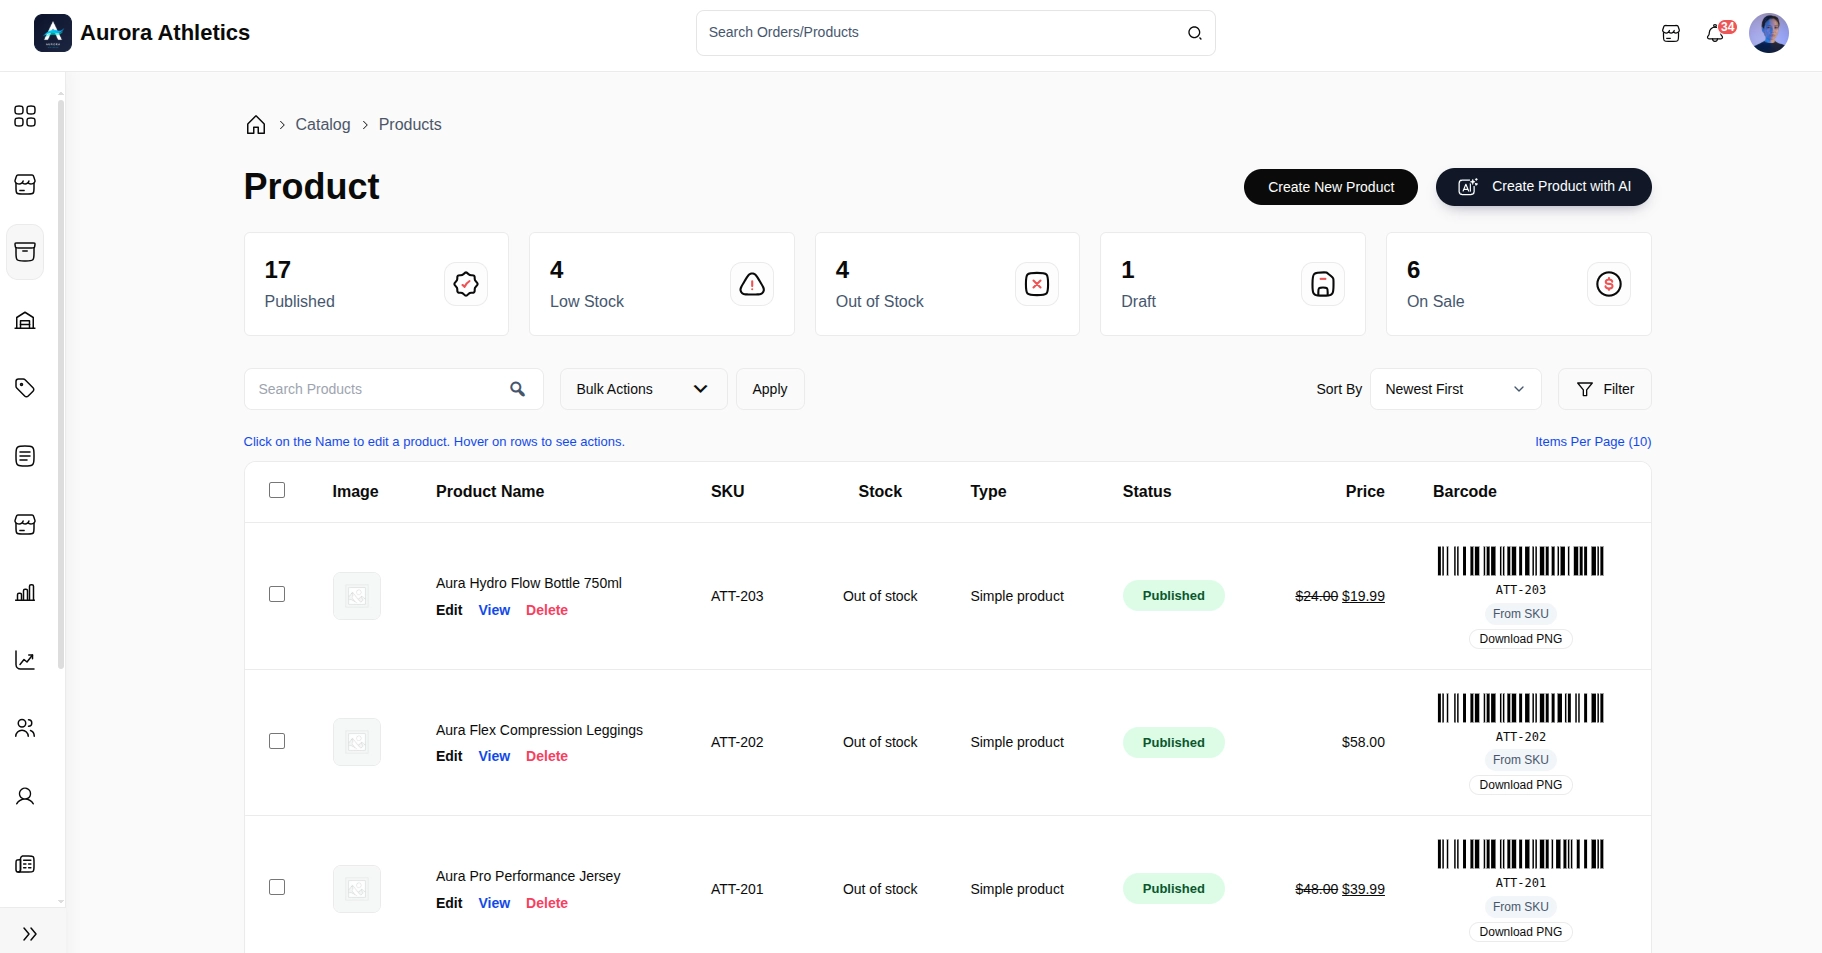 Aurora Athletics
Search Orders/Products
34
Catalog
Products
Product
Create New Product
Create Product with AI
17
Published
4
Low Stock
4
Out of Stock
1
Draft
6
On Sale
Search Products
Bulk Actions
Apply
Sort By
Newest First
Filter
Click on the Name to edit a product. Hover on rows to see actions.
Items Per Page (10)
Image Product Name SKU Stock Type Status Price Barcode
Aura Hydro Flow Bottle 750ml
Edit View Delete
ATT-203
Out of stock
Simple product
Published
$24.00 $19.99
ATT-203
From SKU
Download PNG
Aura Flex Compression Leggings
Edit View Delete
ATT-202
Out of stock
Simple product
Published
$58.00
ATT-202
From SKU
Download PNG
Aura Pro Performance Jersey
Edit View Delete
ATT-201
Out of stock
Simple product
Published
$48.00 $39.99
ATT-201
From SKU
Download PNG